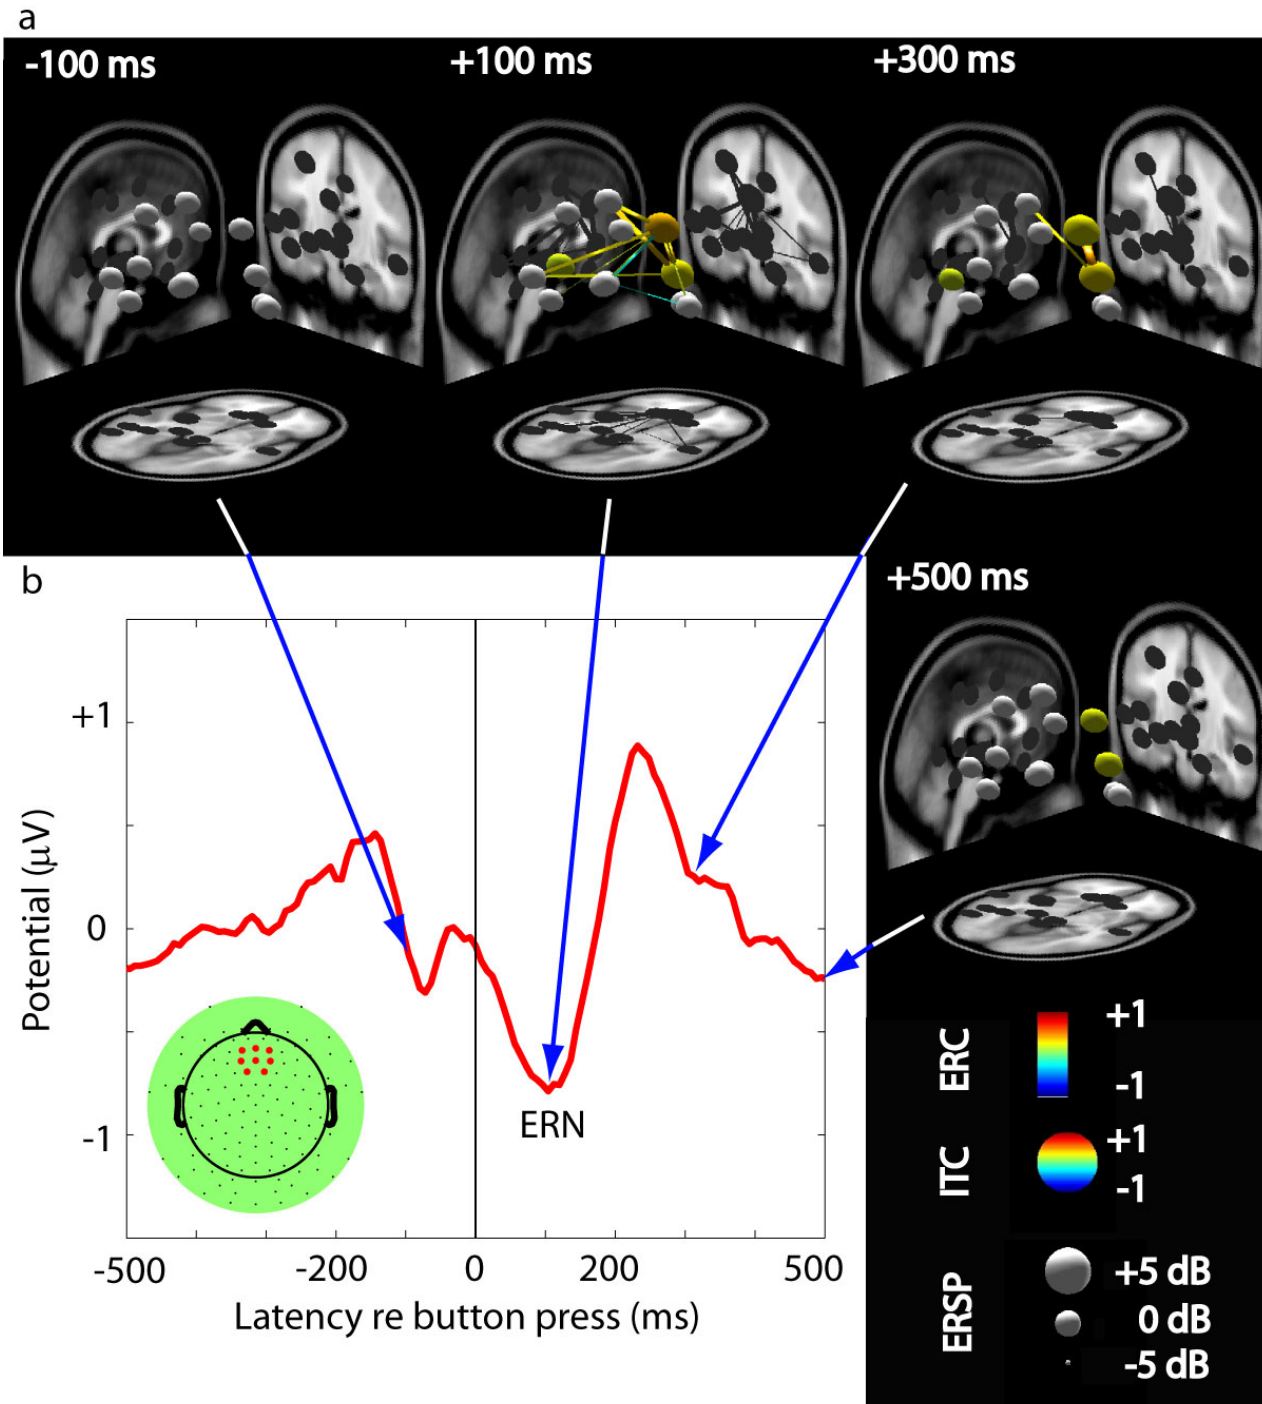 a
-100 ms
+100 ms
+300 ms
b
+500 ms
+1
0
-1
Potential (μV)
ERN
-500
-200
0
200
500
Latency re button press (ms)
ERC
+1
-1
ITC
+1
-1
ERSP
+5 dB
0 dB
-5 dB